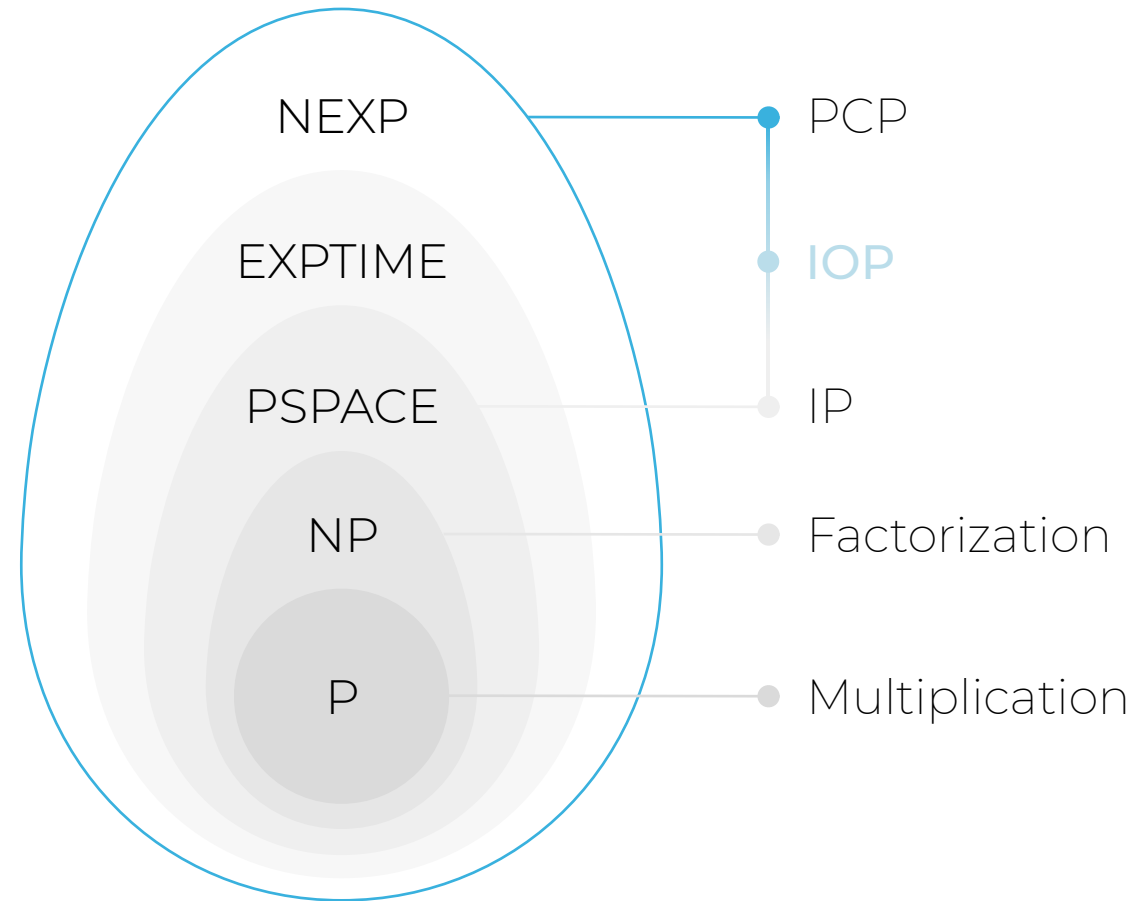 NEXP
PCP
EXPTIME
IOP
PSPACE
IP
NP
Factorization
P
Multiplication